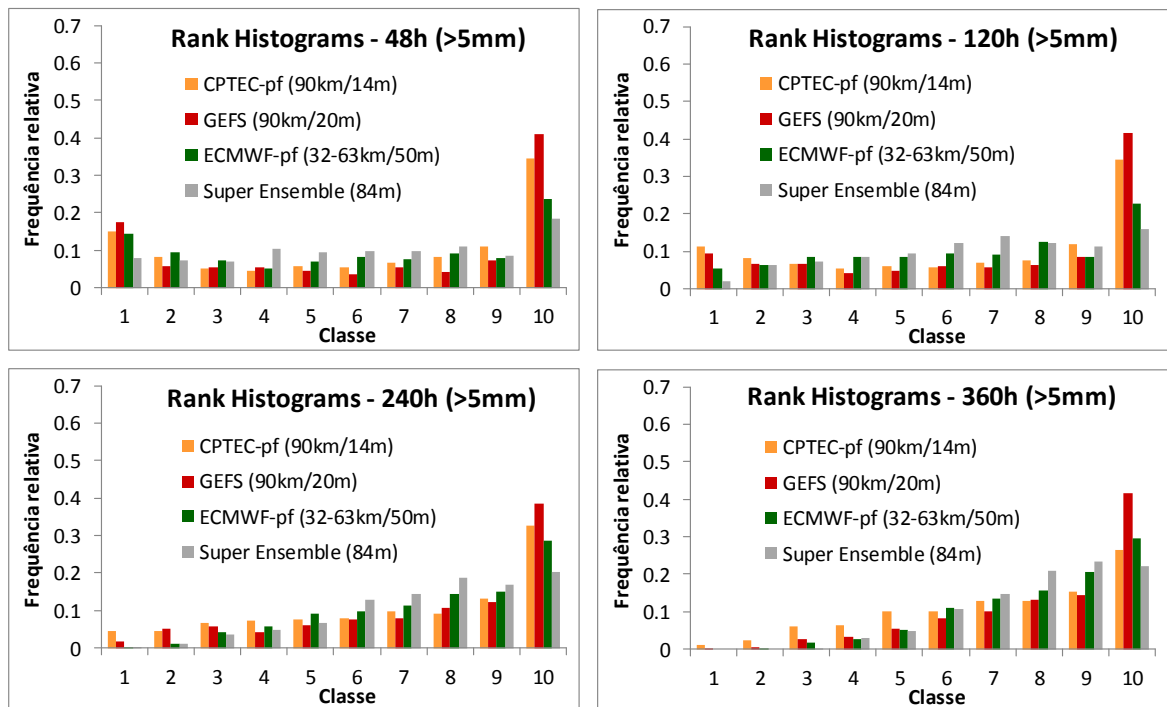 Rank Histograms - 48h (>5mm)
Frequência relativa
0.7
0.6
0.5
0.4
0.3
0.2
0.1
0
CPTEC-pf (90km/14m)
GEFS (90km/20m)
ECMWF-pf (32-63km/50m)
Super Ensemble (84m)
1 2 3 4 5 6 7 8 9 10
Classe
Rank Histograms - 120h (>5mm)
Frequência relativa
0.7
0.6
0.5
0.4
0.3
0.2
0.1
0
CPTEC-pf (90km/14m)
GEFS (90km/20m)
ECMWF-pf (32-63km/50m)
Super Ensemble (84m)
1 2 3 4 5 6 7 8 9 10
Classe
Rank Histograms - 240h (>5mm)
Frequência relativa
0.7
0.6
0.5
0.4
0.3
0.2
0.1
0
CPTEC-pf (90km/14m)
GEFS (90km/20m)
ECMWF-pf (32-63km/50m)
Super Ensemble (84m)
1 2 3 4 5 6 7 8 9 10
Classe
Rank Histograms - 360h (>5mm)
Frequência relativa
0.7
0.6
0.5
0.4
0.3
0.2
0.1
0
CPTEC-pf (90km/14m)
GEFS (90km/20m)
ECMWF-pf (32-63km/50m)
Super Ensemble (84m)
1 2 3 4 5 6 7 8 9 10
Classe